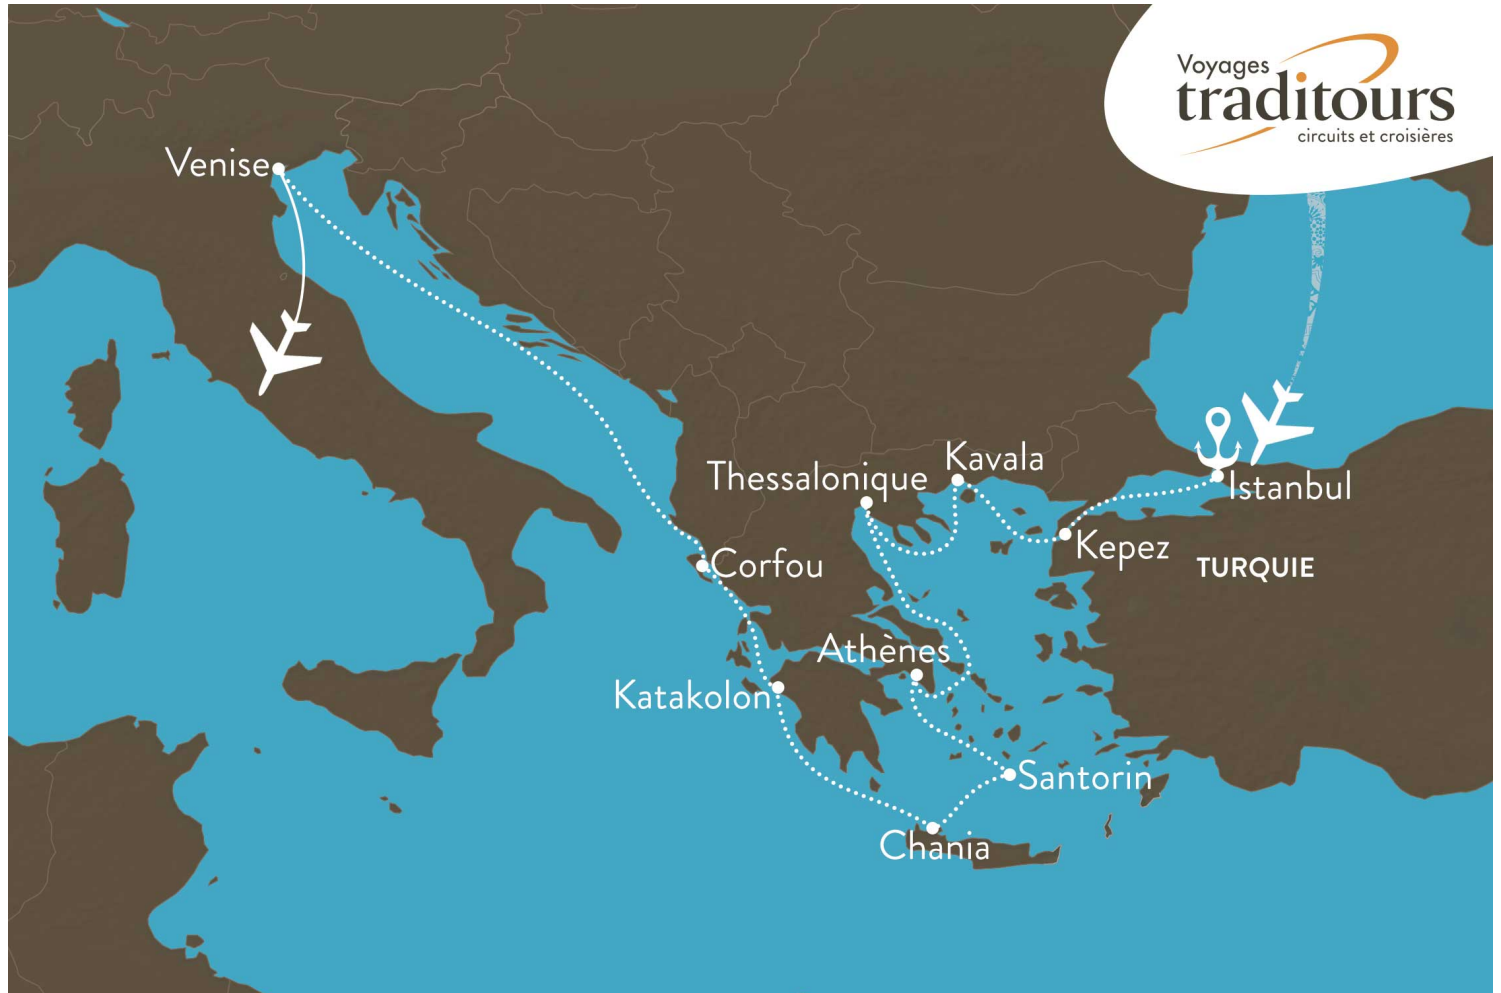 Voyages
traditours
circuits et croisières
Venise
Kavala
Thessalonique
Istanbul
Kepez
Corfou
TURQUIE
Athènes
Katakolon
Santorin
Chania